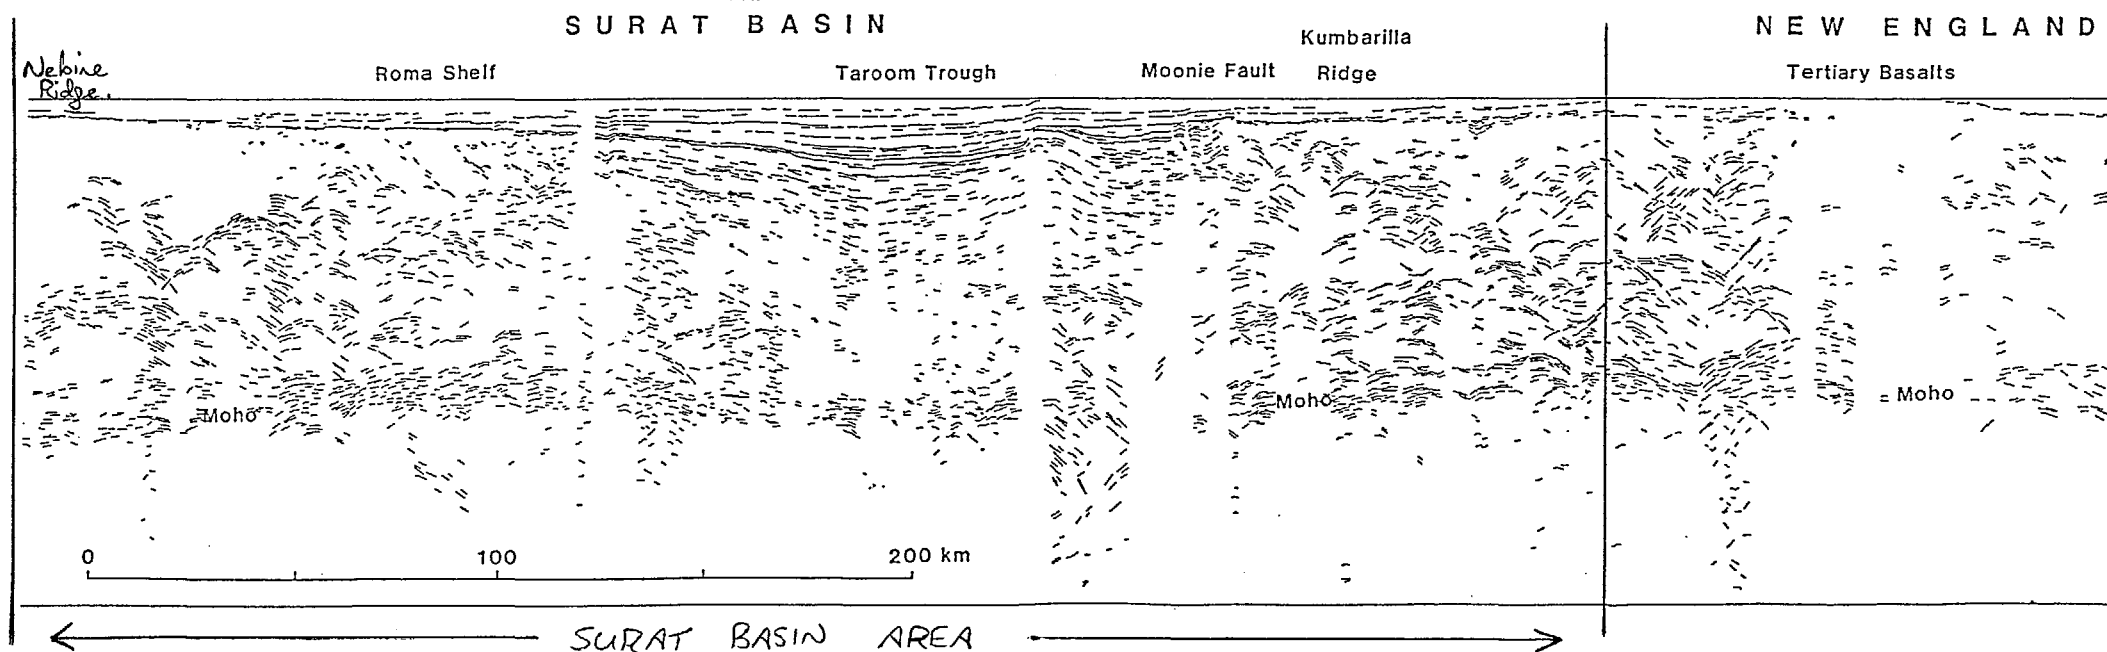 SURAT BASIN
NEW ENGLAND
Nebine
Ridge.
Roma Shelf
Taroom Trough
Moonie Fault
Kumbarilla
Ridge
Tertiary Basalts
Moho
Moho
Moho
0 100 200 km
SURAT BASIN AREA